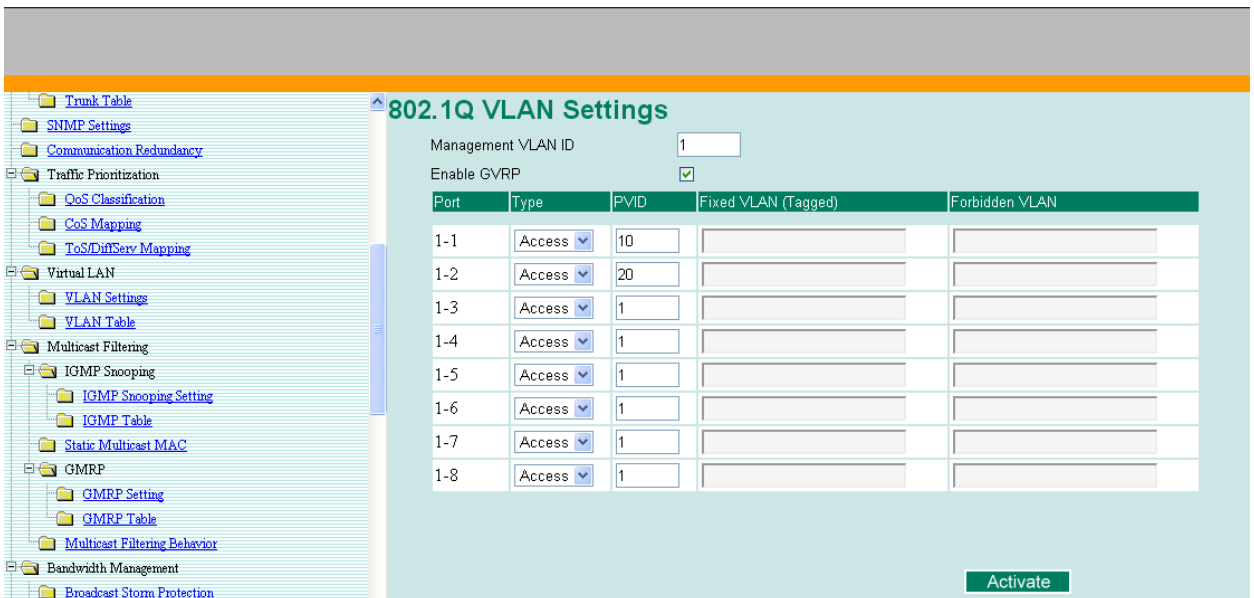 Trunk Table
SNMP Settings
Communication Redundancy
Traffic Prioritization
QoS Classification
CoS Mapping
ToS/DiffServ Mapping
Virtual LAN
VLAN Settings
VLAN Table
Multicast Filtering
IGMP Snooping
IGMP Snooping Setting
IGMP Table
Static Multicast MAC
GMRP
GMRP Setting
GMRP Table
Multicast Filtering Behavior
Bandwidth Management
Broadcast Storm Protection
802.1Q VLAN Settings
Management VLAN ID 1
Enable GVRP
Port Type PVID Fixed VLAN (Tagged) Forbidden VLAN
1-1 Access 10
1-2 Access 20
1-3 Access 1
1-4 Access 1
1-5 Access 1
1-6 Access 1
1-7 Access 1
1-8 Access 1
Activate